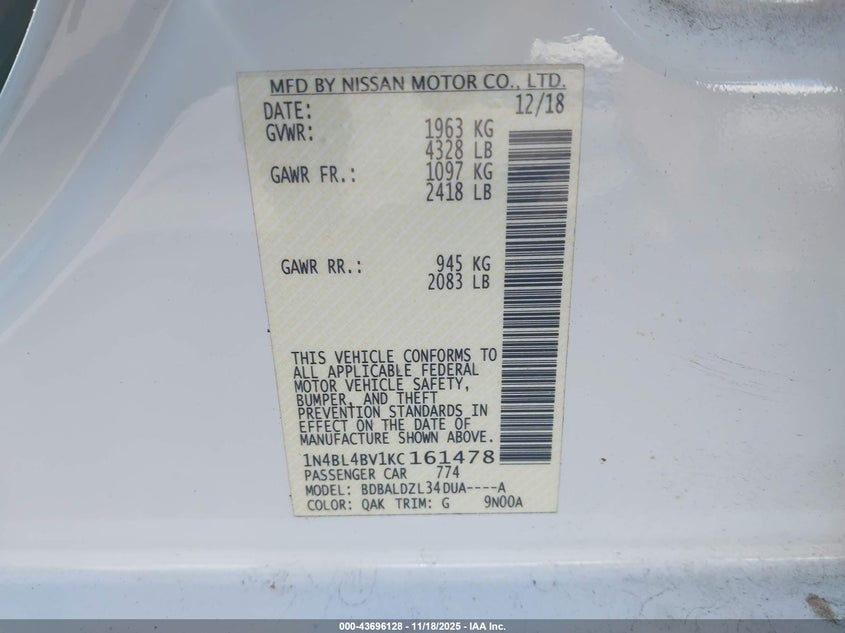 MFD BY NISSAN MOTOR CO., LTD.
DATE: 12/18
GVWR: 1963 KG
4328 LB
GAWR FR.: 1097 KG
2418 LB
GAWR RR.: 945 KG
2083 LB
THIS VEHICLE CONFORMS TO
ALL APPLICABLE FEDERAL
MOTOR VEHICLE SAFETY,
BUMPER, AND THEFT
PREVENTION STANDARDS IN
EFFECT ON THE DATE OF
MANUFACTURE SHOWN ABOVE.
1N4BL4BV1KC161478
PASSENGER CAR 774
MODEL: BDBALDZL34DUA----A
COLOR: QAK TRIM: G 9N00A
000-43696128 - 11/18/2025 - IAA Inc.